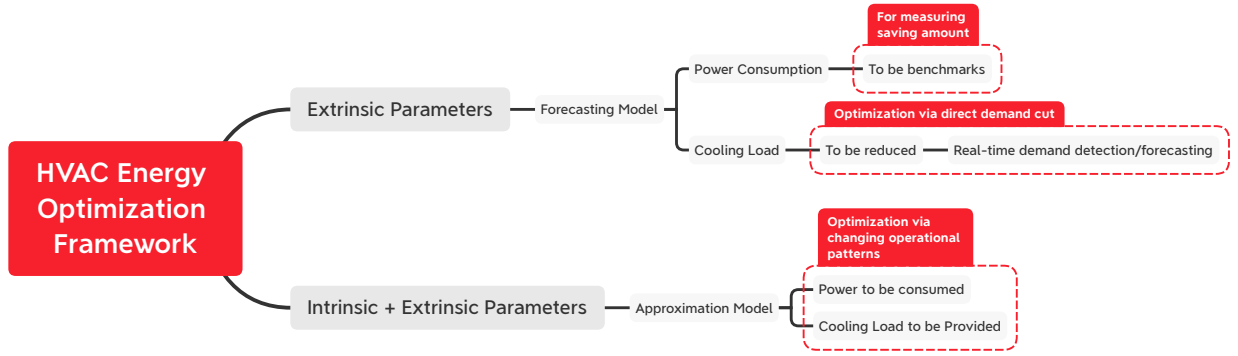 HVAC Energy
Optimization
Framework
Extrinsic Parameters
Forecasting Model
Power Consumption
For measuring
saving amount
To be benchmarks
Cooling Load
Optimization via direct demand cut
To be reduced
Real-time demand detection/forecasting
Intrinsic + Extrinsic Parameters
Approximation Model
Optimization via
changing operational
patterns
Power to be consumed
Cooling Load to be Provided